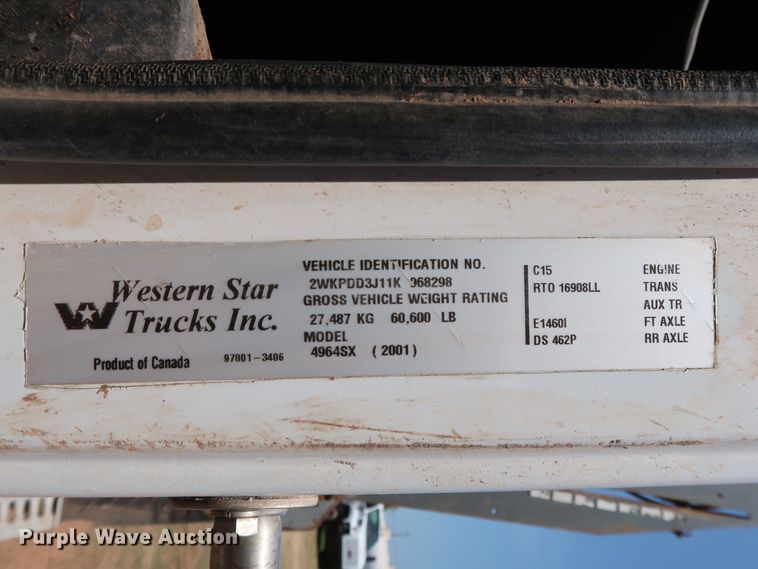 Western Star
Trucks Inc.
Product of Canada
97001-3406
VEHICLE IDENTIFICATION NO.
2WKPDD3J11K 968298
GROSS VEHICLE WEIGHT RATING
27,487 KG 60,600 LB
MODEL
4964SX (2001)
C15 ENGINE
RTO 16908LL TRANS
AUX TR
E1460I FT AXLE
DS 462P RR AXLE
Purple Wave Auction